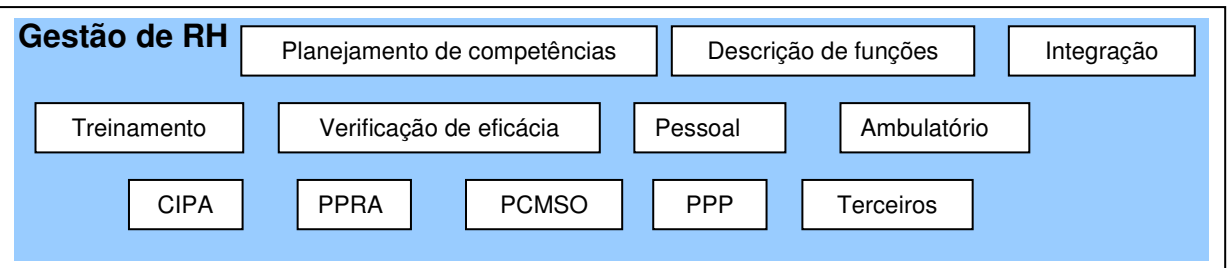 Gestão de RH
Planejamento de competências
Descrição de funções
Integração
Treinamento
Verificação de eficácia
Pessoal
Ambulatório
CIPA
PPRA
PCMSO
PPP
Terceiros